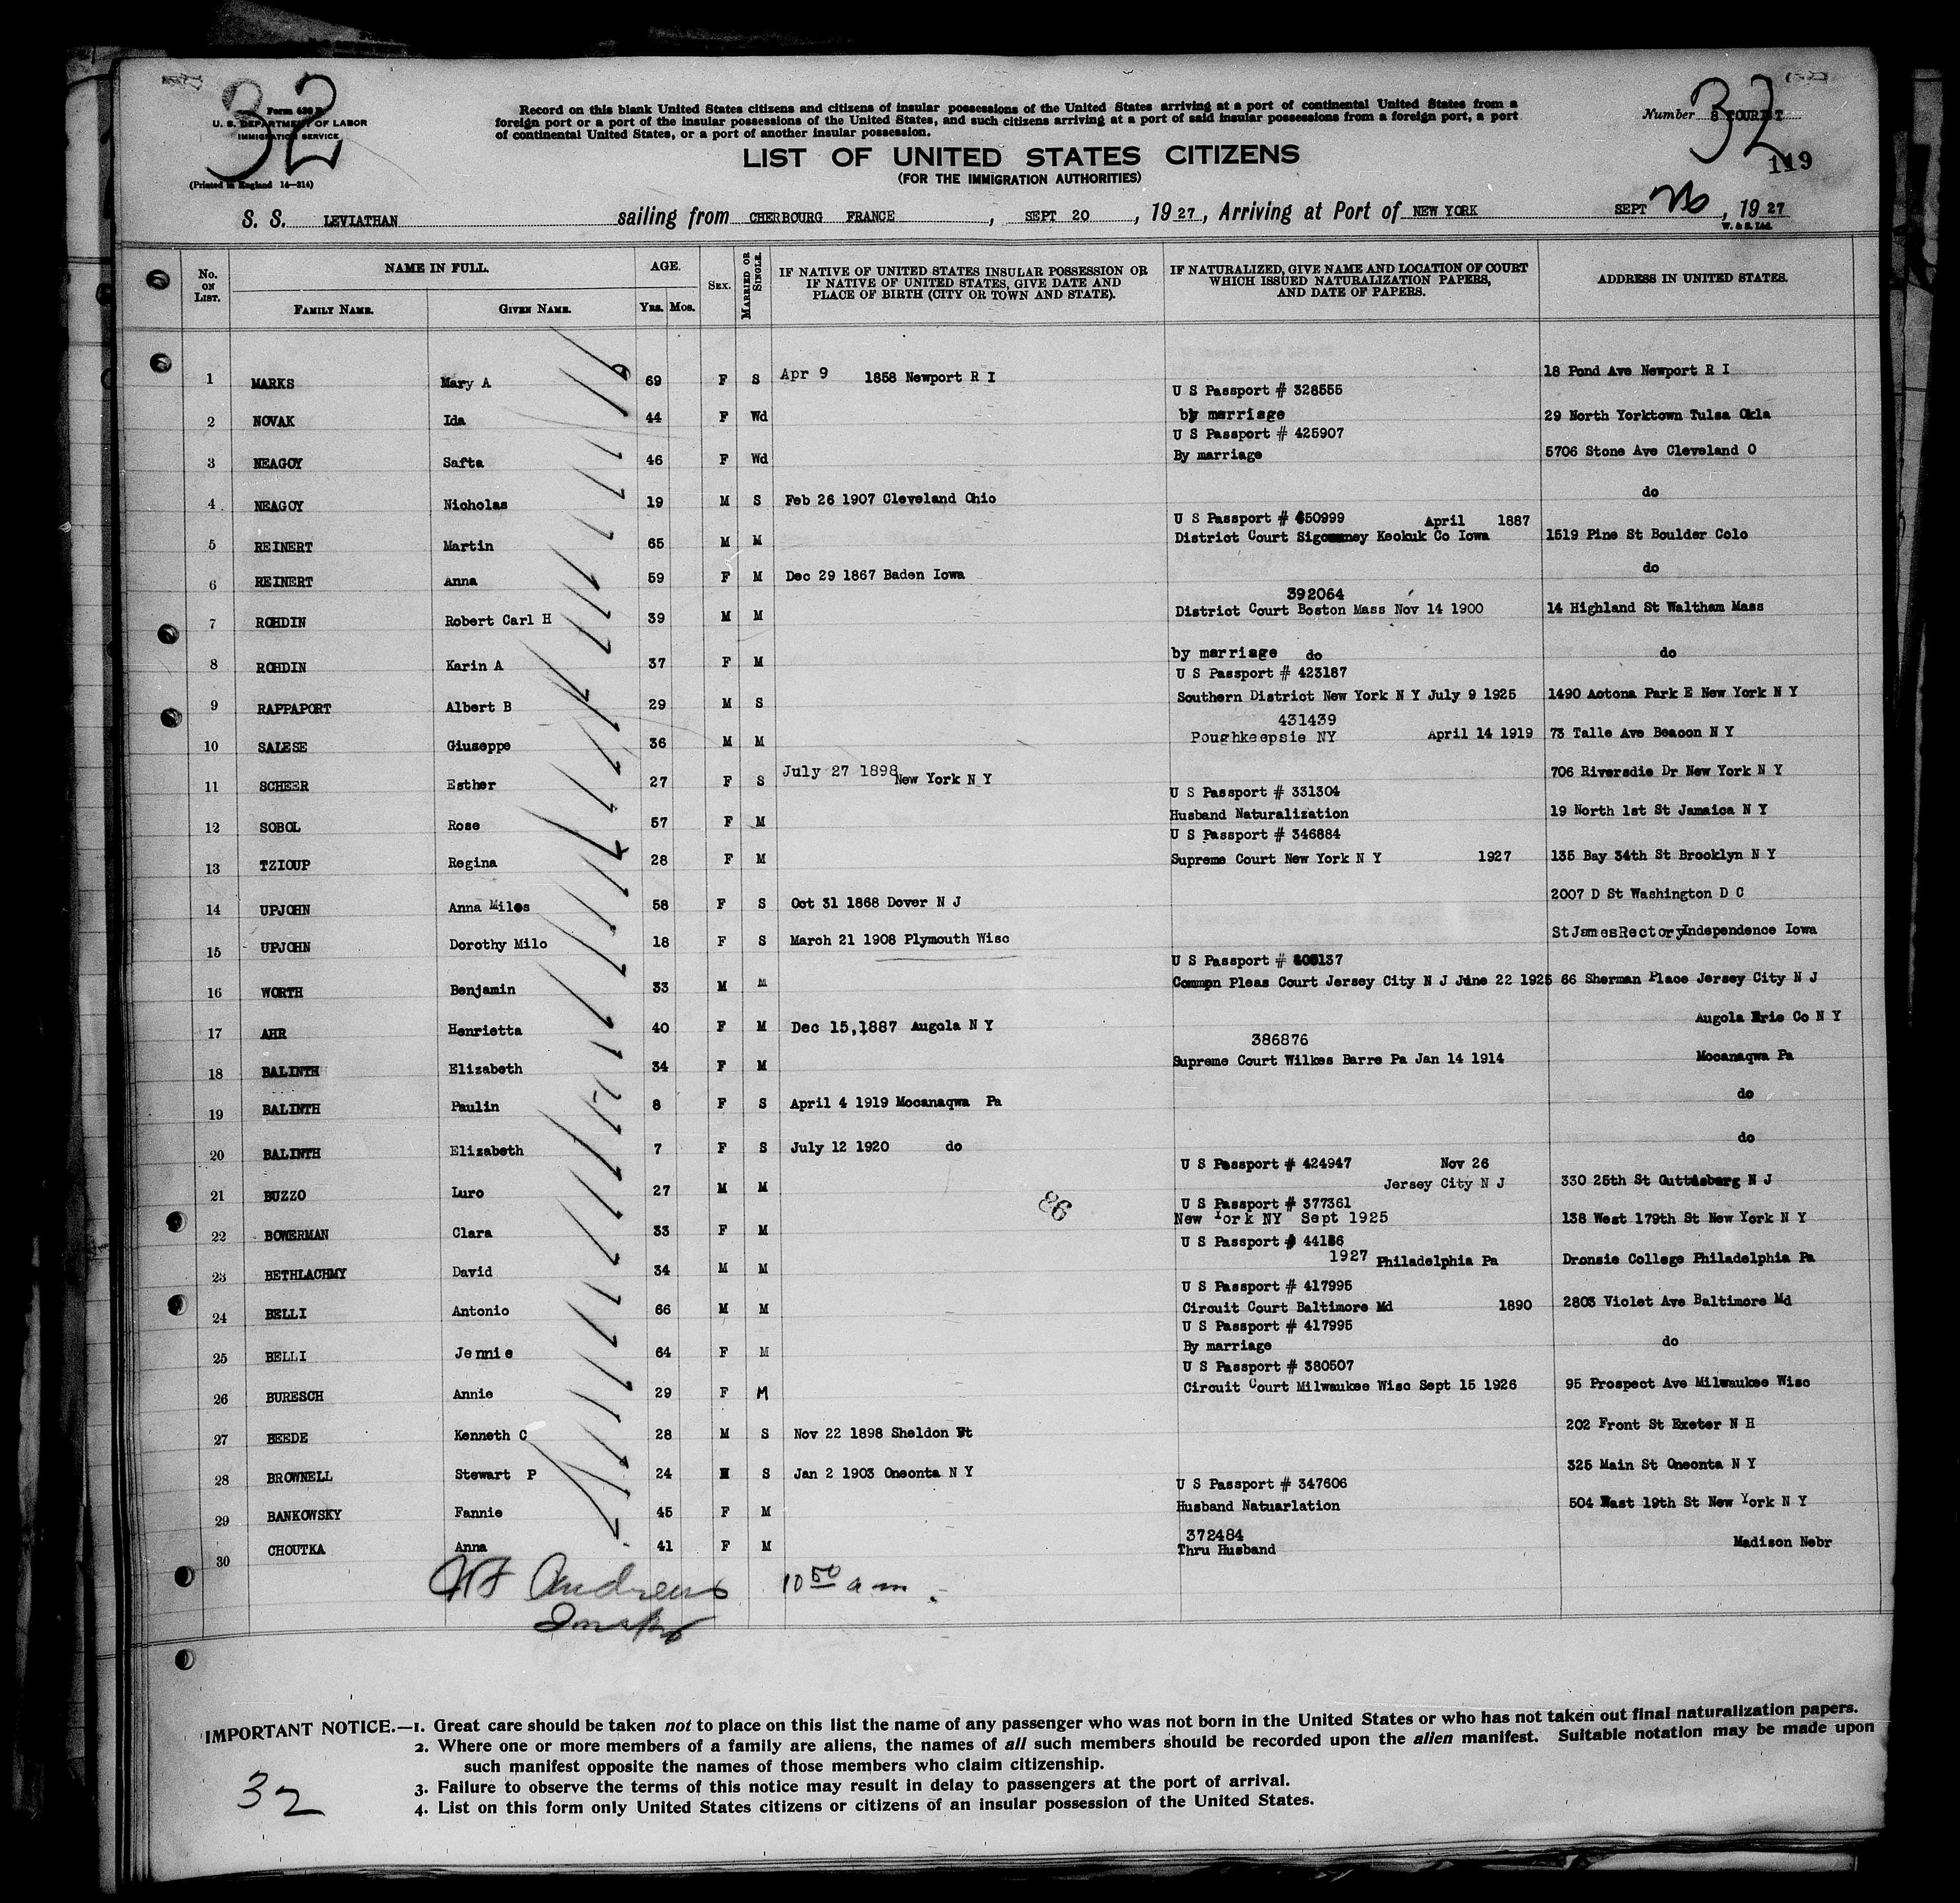 32
Form 630 B
U. S. DEPARTMENT OF LABOR
IMMIGRATION SERVICE
(Printed in England 14—214)
Record on this blank United States citizens and citizens of insular possessions of the United States arriving at a port of continental United States from a
foreign port or a port of the insular possessions of the United States, and such citizens arriving at a port of said insular possessions from a foreign port, a port
of continental United States, or a port of another insular possession.
Number 8 TOURIST
32
119
LIST OF UNITED STATES CITIZENS
(FOR THE IMMIGRATION AUTHORITIES)
S. S. LEVIATHAN sailing from CHERBOURG FRANCE, SEPT 20, 1927, Arriving at Port of NEW YORK SEPT 26, 1927
W. & S. Ltd.
No. ON LIST. NAME IN FULL. AGE. SEX. MARRIED OR SINGLE. IF NATIVE OF UNITED STATES INSULAR POSSESSION OR IF NATIVE OF UNITED STATES, GIVE DATE AND PLACE OF BIRTH (CITY OR TOWN AND STATE). IF NATURALIZED, GIVE NAME AND LOCATION OF COURT WHICH ISSUED NATURALIZATION PAPERS, AND DATE OF PAPERS. ADDRESS IN UNITED STATES.
FAMILY NAME. GIVEN NAME. YRS. MOS.
1 MARKS Mary A 69 F S Apr 9 1858 Newport R I 18 Pond Ave Newport R I
U S Passport # 328555
2 NOVAK Ida 44 F Wd by marriage 29 North Yorktown Tulsa Okla
U S Passport # 425907
3 NEAGOY Safta 46 F Wd By marriage 5706 Stone Ave Cleveland O
4 NEAGOY Nicholas 19 M S Feb 26 1907 Cleveland Ohio do
U S Passport # 450999 April 1887
5 REINERT Martin 65 M M District Court Keokuk Co Iowa 1519 Pine St Boulder Colo
6 REINERT Anna 59 F M Dec 29 1867 Baden Iowa do
392064
7 ROHDIN Robert Carl H 39 M M District Court Boston Mass Nov 14 1900 14 Highland St Waltham Mass
8 ROHDIN Karin A 37 F M by marriage do do
U S Passport # 423187
9 RAPPAPORT Albert B 29 M S Southern District New York N Y July 9 1925 1490 Aotona Park E New York N Y
431439
10 SALESE Giuseppe 36 M M Poughkeepsie NY April 14 1919 73 Talle Ave Beacon N Y
11 SCHEER Esther 27 F S July 27 1898 New York N Y 706 Riversdie Dr New York N Y
U S Passport # 331304
12 SOBOL Rose 57 F M Husband Naturalization 19 North 1st St Jamaica N Y
U S Passport # 346884
13 TZIOUP Regina 28 F M Supreme Court New York N Y 1927 135 Bay 34th St Brooklyn N Y
14 UPJOHN Anna Miles 58 F S Oct 31 1868 Dover N J 2007 D St Washington D C
15 UPJOHN Dorothy Milo 18 F S March 21 1908 Plymouth Wisc StJamesRectoryIndependence Iowa
U S Passport #
16 WORTH Benjamin 33 M M Common Pleas Court Jersey City N J June 22 1925 66 Sherman Place Jersey City N J
17 AHR Henrietta 40 F M Dec 15,1887 Angola N Y Augola Erie Co N Y
386876
18 BALINTH Elizabeth 34 F M Supreme Court Wilkes Barre Pa Jan 14 1914 Mocanaqwa Pa
19 BALINTH Paulin 8 F S April 4 1919 Mocanaqwa Pa do
20 BALINTH Elizabeth 7 F S July 12 1920 do do
U S Passport # 424947 Nov 26
21 BUZZO Luro 27 M M Jersey City N J 330 25th St Guttasburg N J
U S Passport # 377361
22 BOWERMAN Clara 33 F M New York NY Sept 1925 138 West 179th St New York N Y
U S Passport # 44136
23 BETHLACHMY David 34 M M 1927 Philadelphia Pa Dronsie College Philadelphia Pa
U S Passport # 417995
24 BELLI Antonio 66 M M Circuit Court Baltimore Md 1890 2803 Violet Ave Baltimore Md
U S Passport # 417995
25 BELLI Jennie 64 F M By marriage do
U S Passport # 380507
26 BURESCH Annie 29 F M Circuit Court Milwaukee Wisc Sept 15 1926 95 Prospect Ave Milwaukee Wisc
27 BEEDE Kenneth C 28 M S Nov 22 1898 Sheldon Vt 202 Front St Exeter N H
28 BROWNELL Stewart P 24 M S Jan 2 1903 Oneonta N Y 325 Main St Oneonta N Y
U S Passport # 347606
29 BANKOWSKY Fannie 45 F M Husband Natuarlation 504 East 19th St New York N Y
372484
30 CHOUTKA Anna 41 F M Thru Husband Madison Nebr
98
Andrews 10 50 a m.
IMPORTANT NOTICE.—1. Great care should be taken not to place on this list the name of any passenger who was not born in the United States or who has not taken out final naturalization papers.
2. Where one or more members of a family are aliens, the names of all such members should be recorded upon the alien manifest. Suitable notation may be made upon
such manifest opposite the names of those members who claim citizenship.
3. Failure to observe the terms of this notice may result in delay to passengers at the port of arrival.
4. List on this form only United States citizens or citizens of an insular possession of the United States.
32